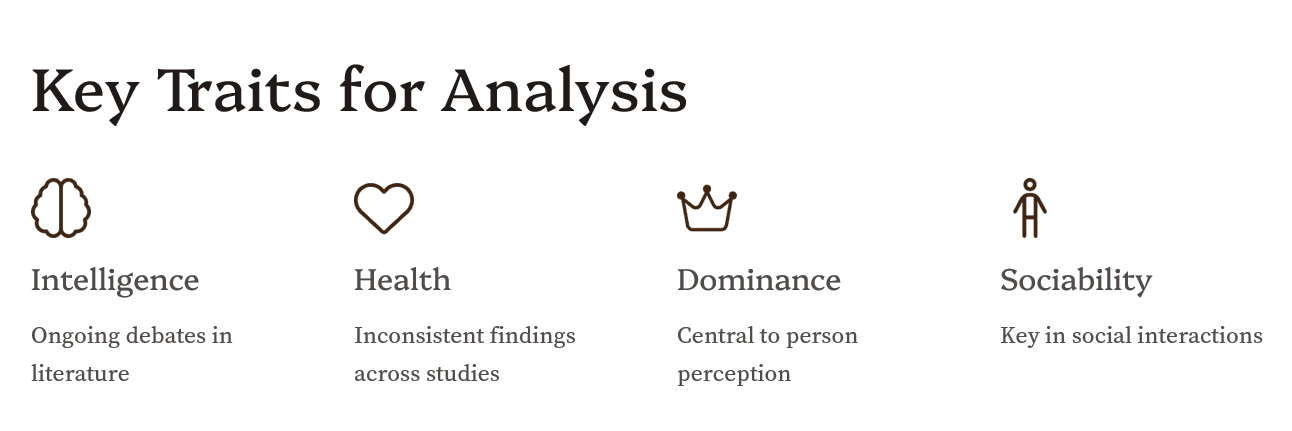 Key Traits for Analysis
Intelligence
Ongoing debates in
literature
Health
Inconsistent findings
across studies
Dominance
Central to person
perception
Sociability
Key in social interactions